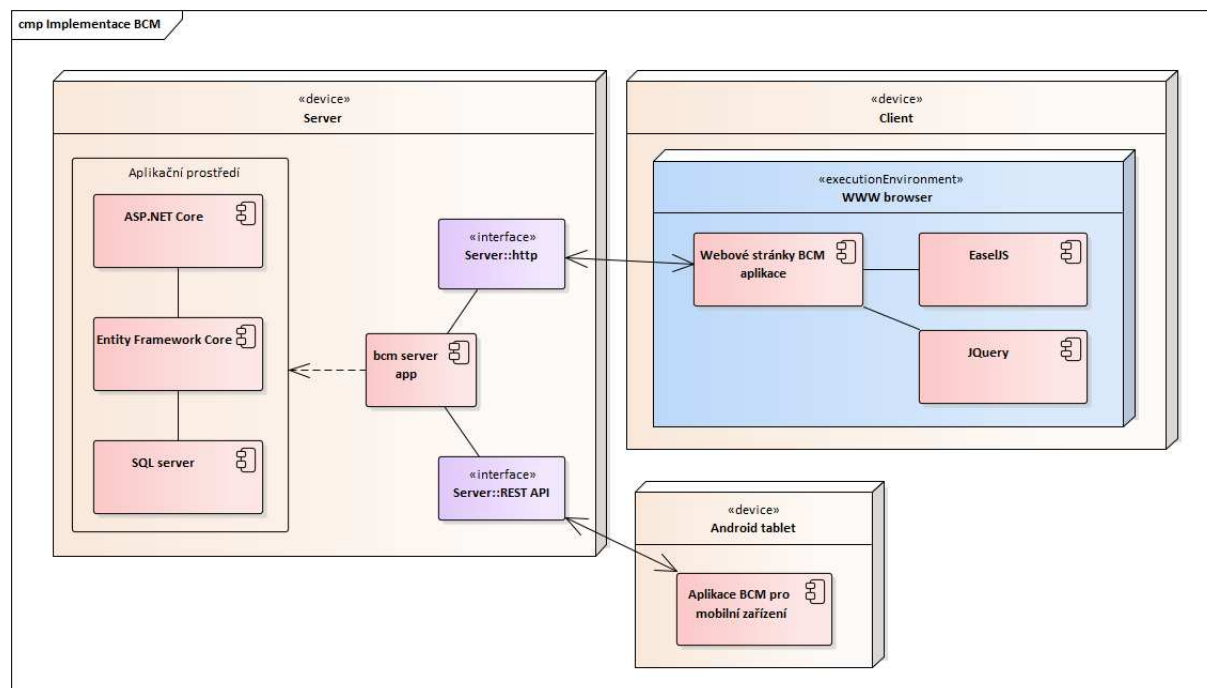 cmp Implementace BCM
«device»
Server
Aplikační prostředí
ASP.NET Core
Entity Framework Core
SQL server
bcm server
app
«interface»
Server::http
«interface»
Server::REST API
«device»
Client
«executionEnvironment»
WWW browser
Webové stránky BCM
aplikace
EaselJS
JQuery
«device»
Android tablet
Aplikace BCM pro
mobilní zařízení